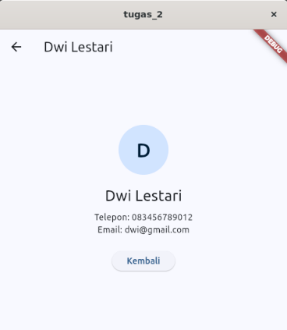 tugas_2
×
Dwi Lestari
DEBUG
D
Dwi Lestari
Telepon: 083456789012
Email: dwi@gmail.com
Kembali